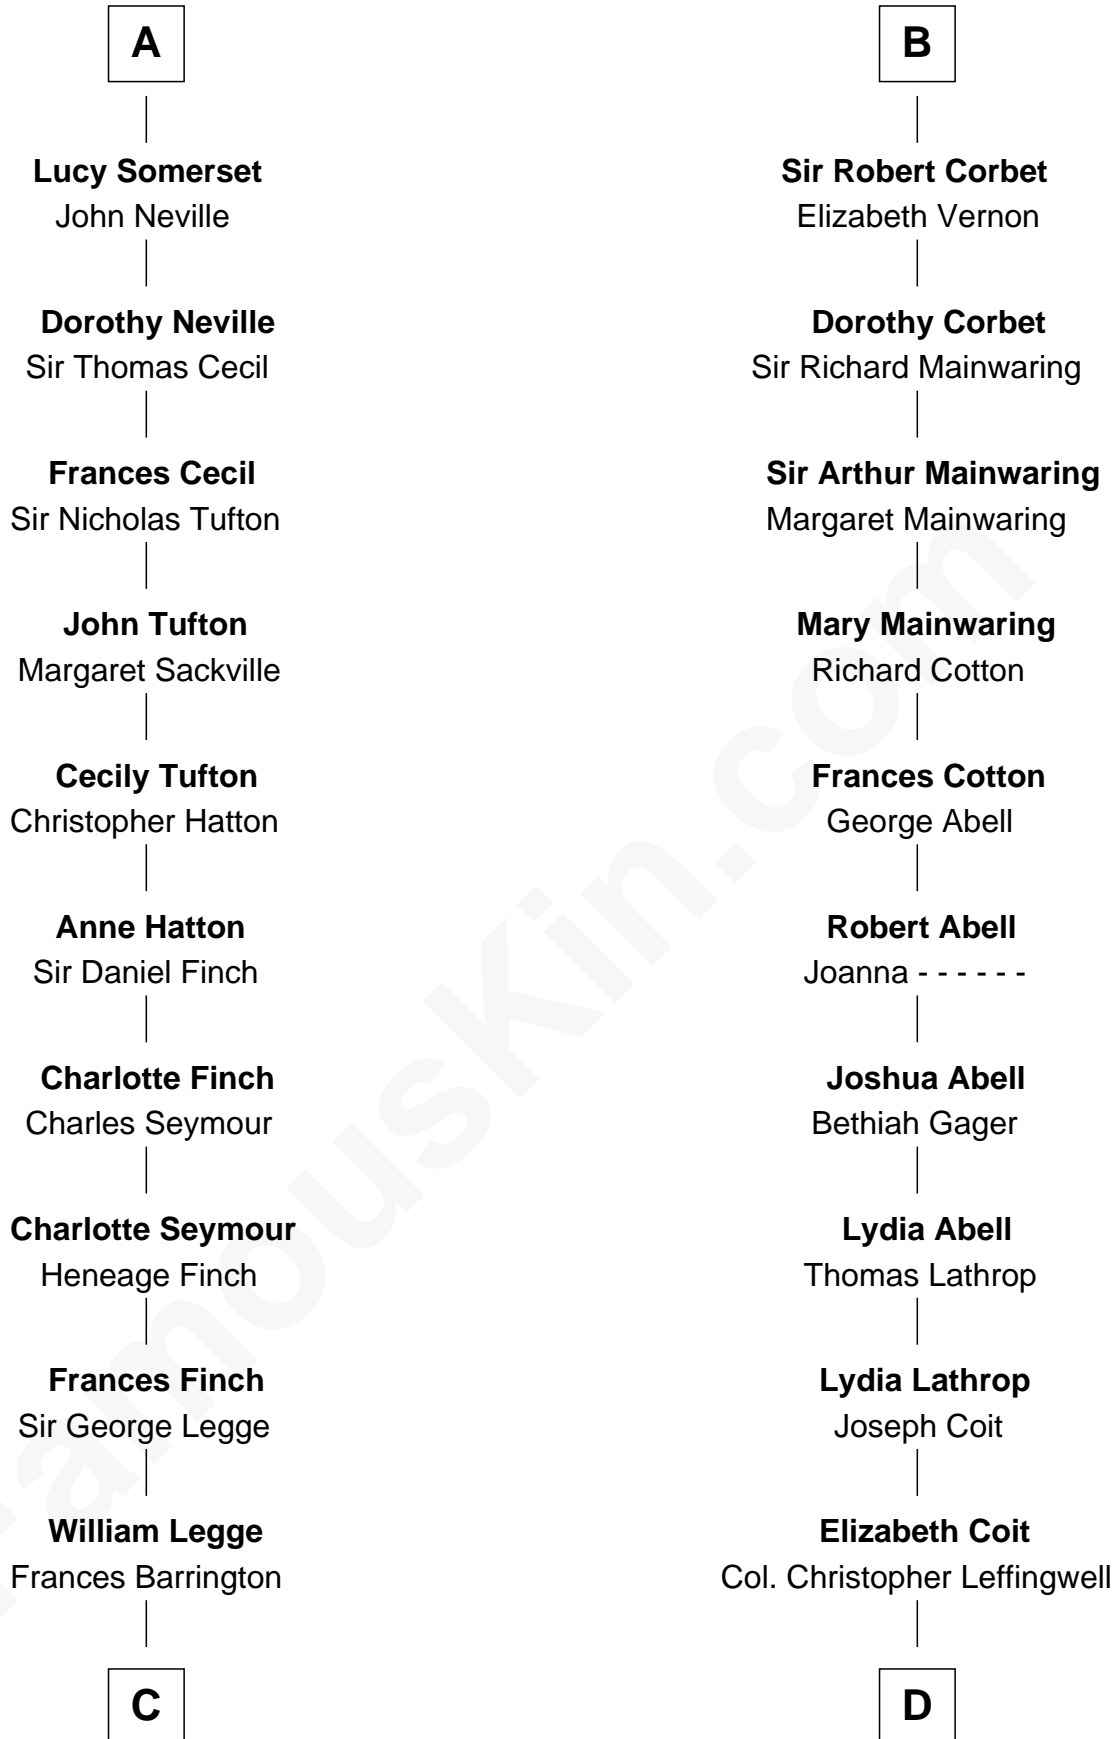 A
Lucy Somerset
John Neville
Dorothy Neville
Sir Thomas Cecil
Frances Cecil
Sir Nicholas Tufton
John Tufton
Margaret Sackville
Cecily Tufton
Christopher Hatton
Anne Hatton
Sir Daniel Finch
Charlotte Finch
Charles Seymour
Charlotte Seymour
Heneage Finch
Frances Finch
Sir George Legge
William Legge
Frances Barrington
C
B
Sir Robert Corbet
Elizabeth Vernon
Dorothy Corbet
Sir Richard Mainwaring
Sir Arthur Mainwaring
Margaret Mainwaring
Mary Mainwaring
Richard Cotton
Frances Cotton
George Abell
Robert Abell
Joanna - - - - - -
Joshua Abell
Bethiah Gager
Lydia Abell
Thomas Lathrop
Lydia Lathrop
Joseph Coit
Elizabeth Coit
Col. Christopher Leffingwell
D
FamousKin.com